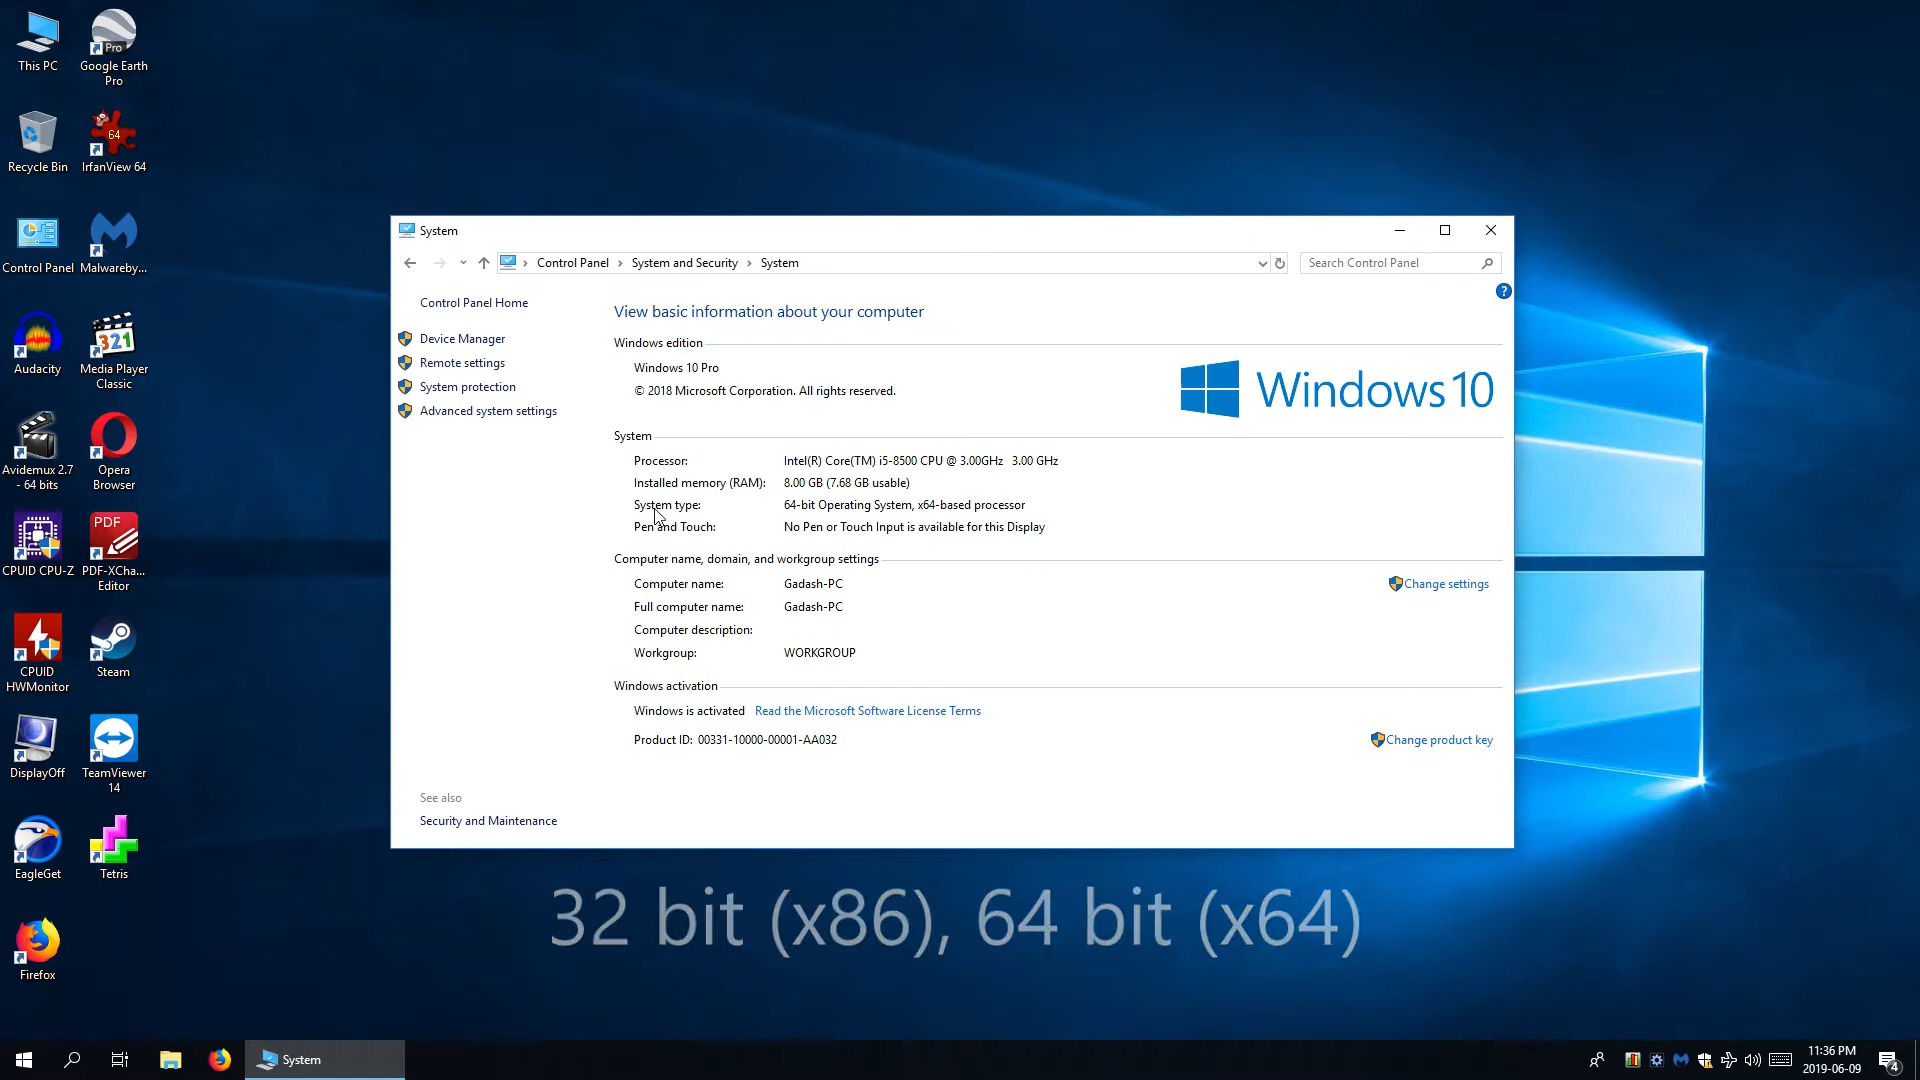 This PC
Google Earth
Pro
Recycle Bin
64
IrfanView 64
Control Panel
Malwareby...
Audacity
321
Media Player
Classic
Avidemux 2.7
- 64 bits
Opera
Browser
CPUID CPU-Z
PDF
PDF-XCha...
Editor
CPUID
HWMonitor
Steam
DisplayOff
TeamViewer
14
EagleGet
Tetris
Firefox
System
Control Panel > System and Security > System
Search Control Panel
?
Control Panel Home
Device Manager
Remote settings
System protection
Advanced system settings
View basic information about your computer
Windows edition
Windows 10 Pro
© 2018 Microsoft Corporation. All rights reserved.
Windows 10
System
Processor: Intel(R) Core(TM) i5-8500 CPU @ 3.00GHz 3.00 GHz
Installed memory (RAM): 8.00 GB (7.68 GB usable)
System type: 64-bit Operating System, x64-based processor
Pen and Touch: No Pen or Touch Input is available for this Display
Computer name, domain, and workgroup settings
Computer name: Gadash-PC
Change settings
Full computer name: Gadash-PC
Computer description:
Workgroup: WORKGROUP
Windows activation
Windows is activated Read the Microsoft Software License Terms
Product ID: 00331-10000-00001-AA032
Change product key
See also
Security and Maintenance
32 bit (x86), 64 bit (x64)
System
11:36 PM
2019-06-09
4